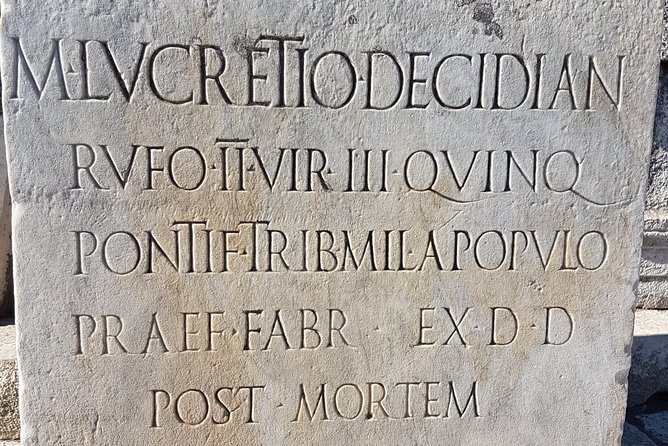 M·LVCRETIO·DECIDIAN
RVFO·II·VIR·III·QVINQ
PONTIF·TRIB·MIL·A·POPVLO
PRAEF·FABR · EX·D·D
POST·MORTEM